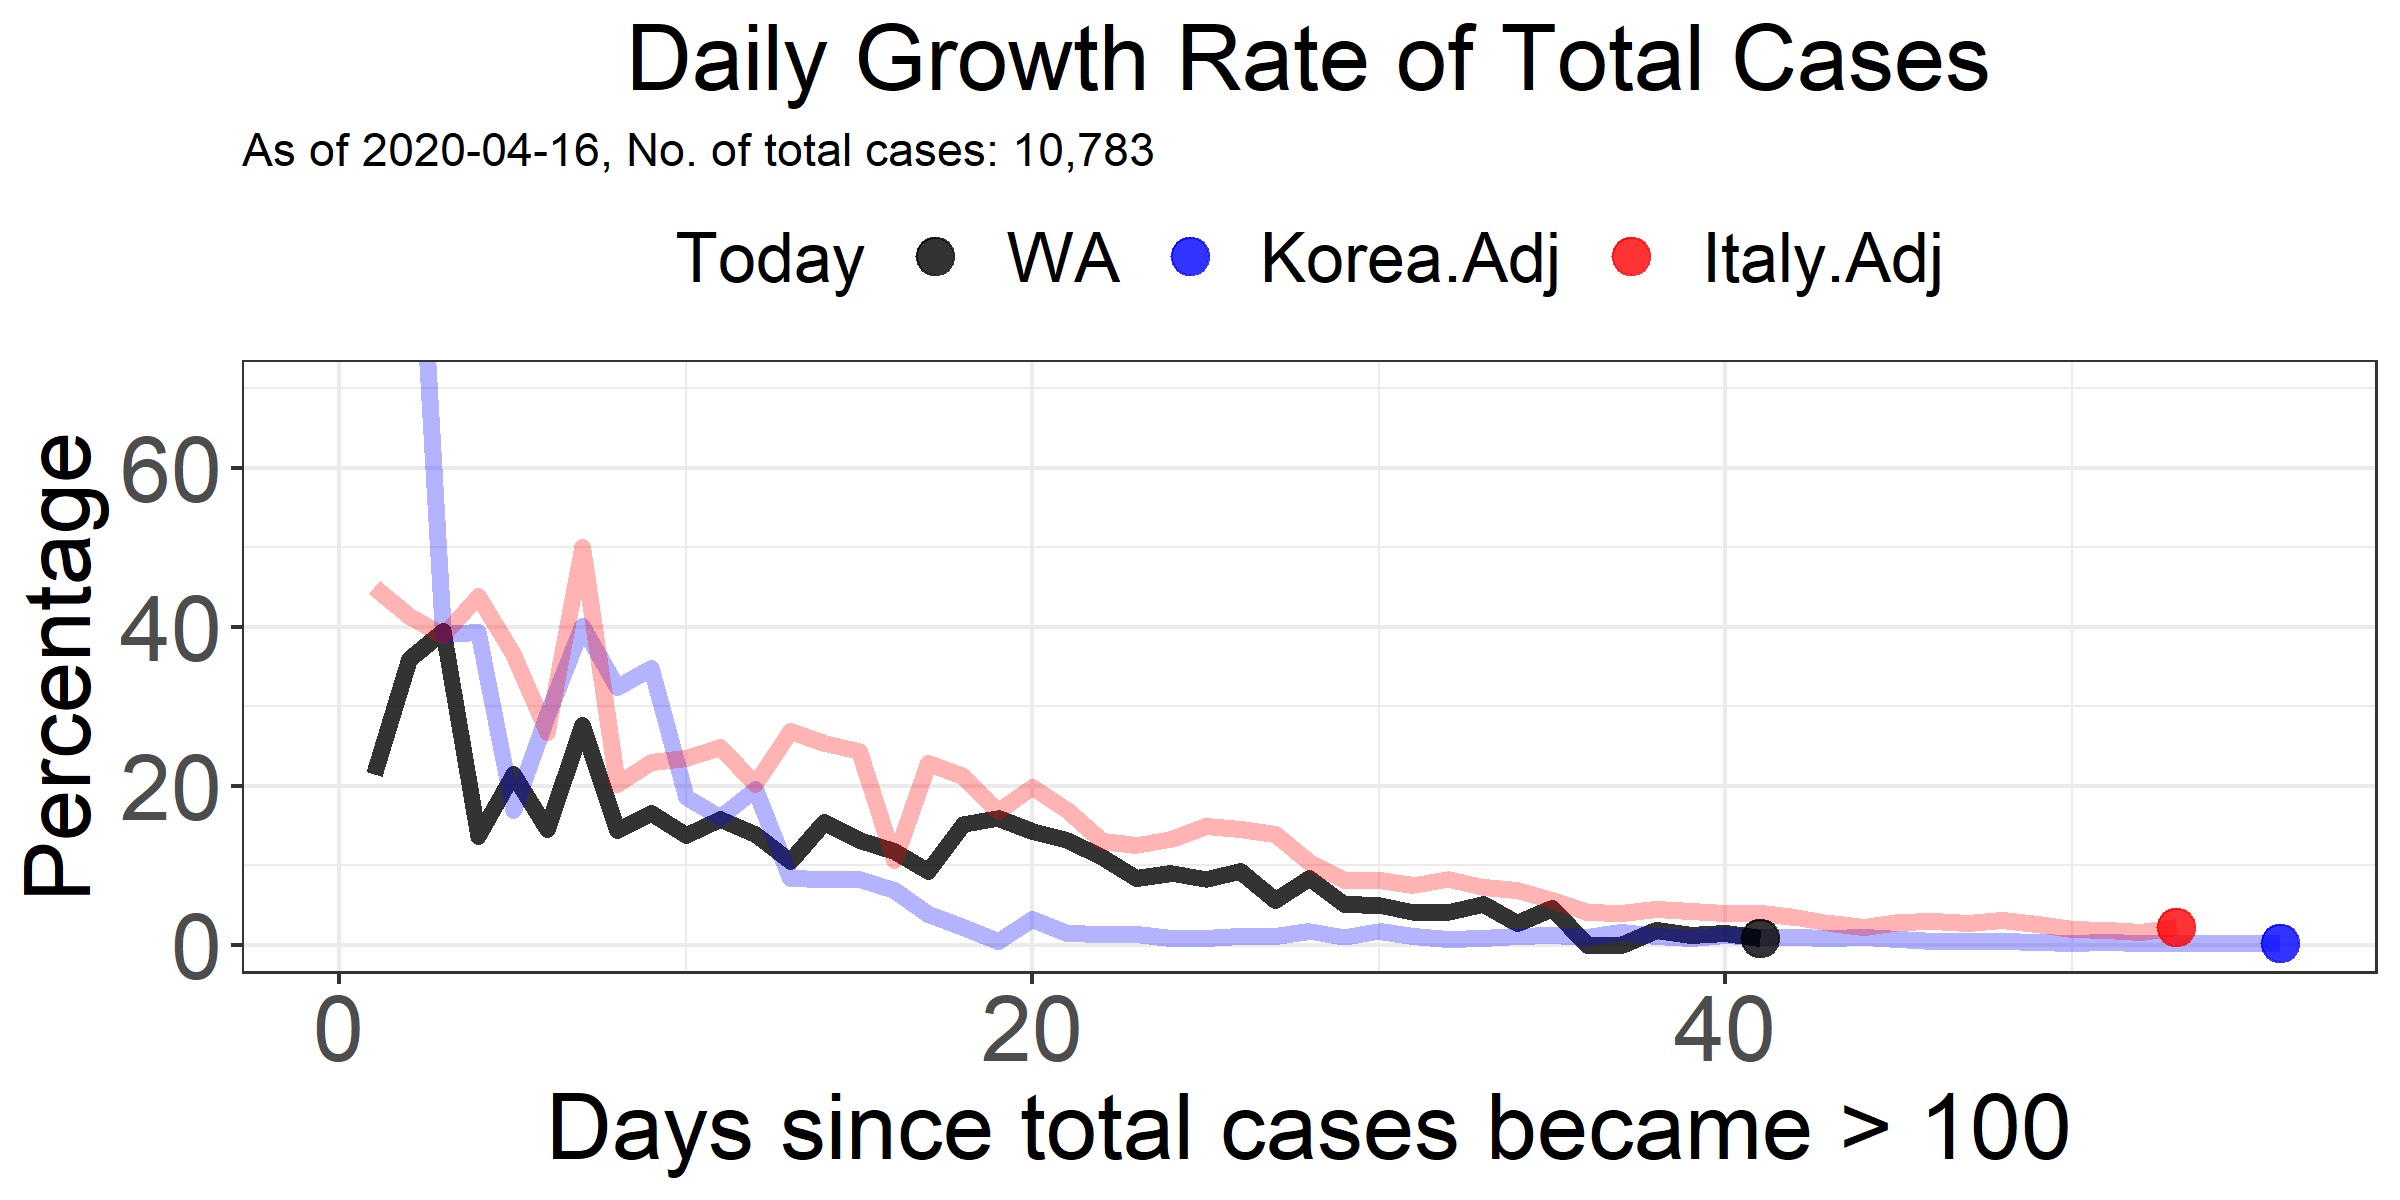 Daily Growth Rate of Total Cases
As of 2020-04-16, No. of total cases: 10,783
Today WA Korea.Adj Italy.Adj
Percentage
60
40
20
0
0 20 40
Days since total cases became > 100